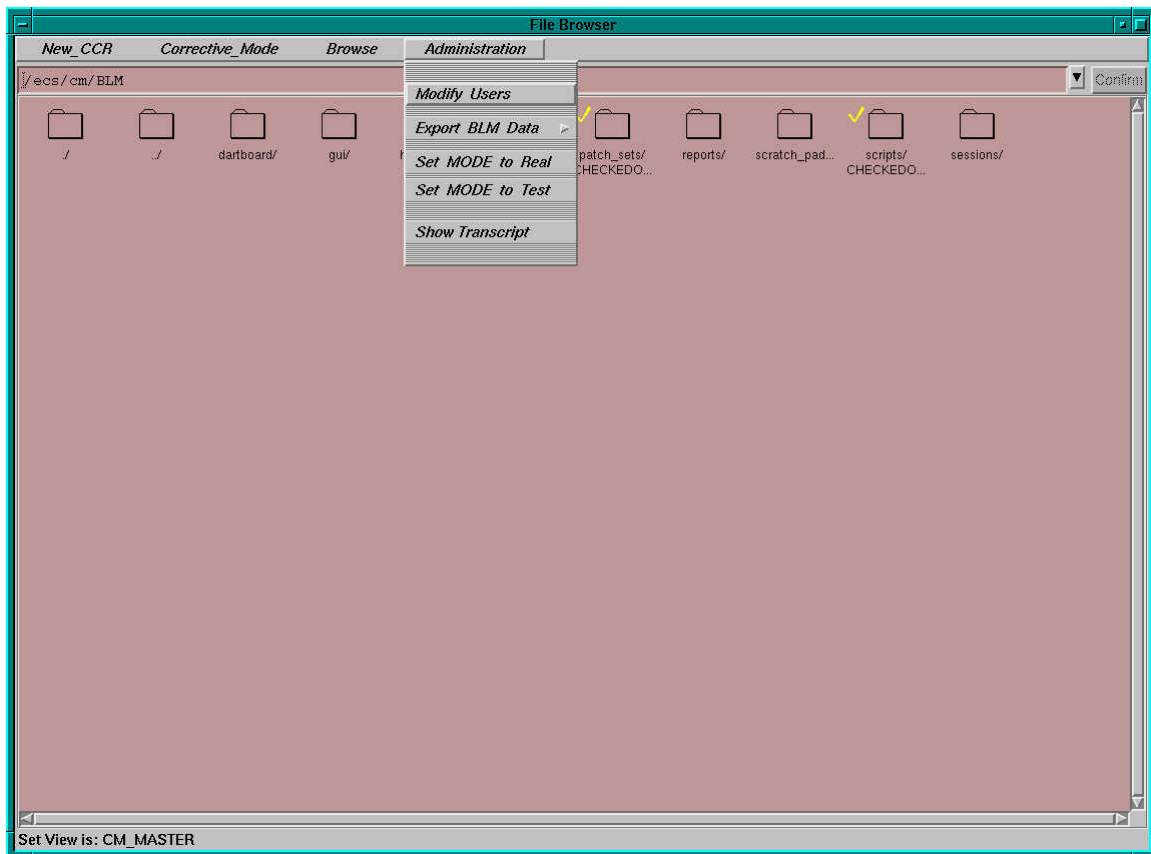 File Browser
New_CCR Corrective_Mode Browse Administration
/ecs/cm/BLM
Confirm
Modify Users
Export BLM Data
Set MODE to Real
Set MODE to Test
Show Transcript
./ ../ dartboard/ gui/ patch_sets/ reports/ scratch_pad... scripts/ sessions/
CHECKEDO... CHECKEDO...
Set View is: CM_MASTER